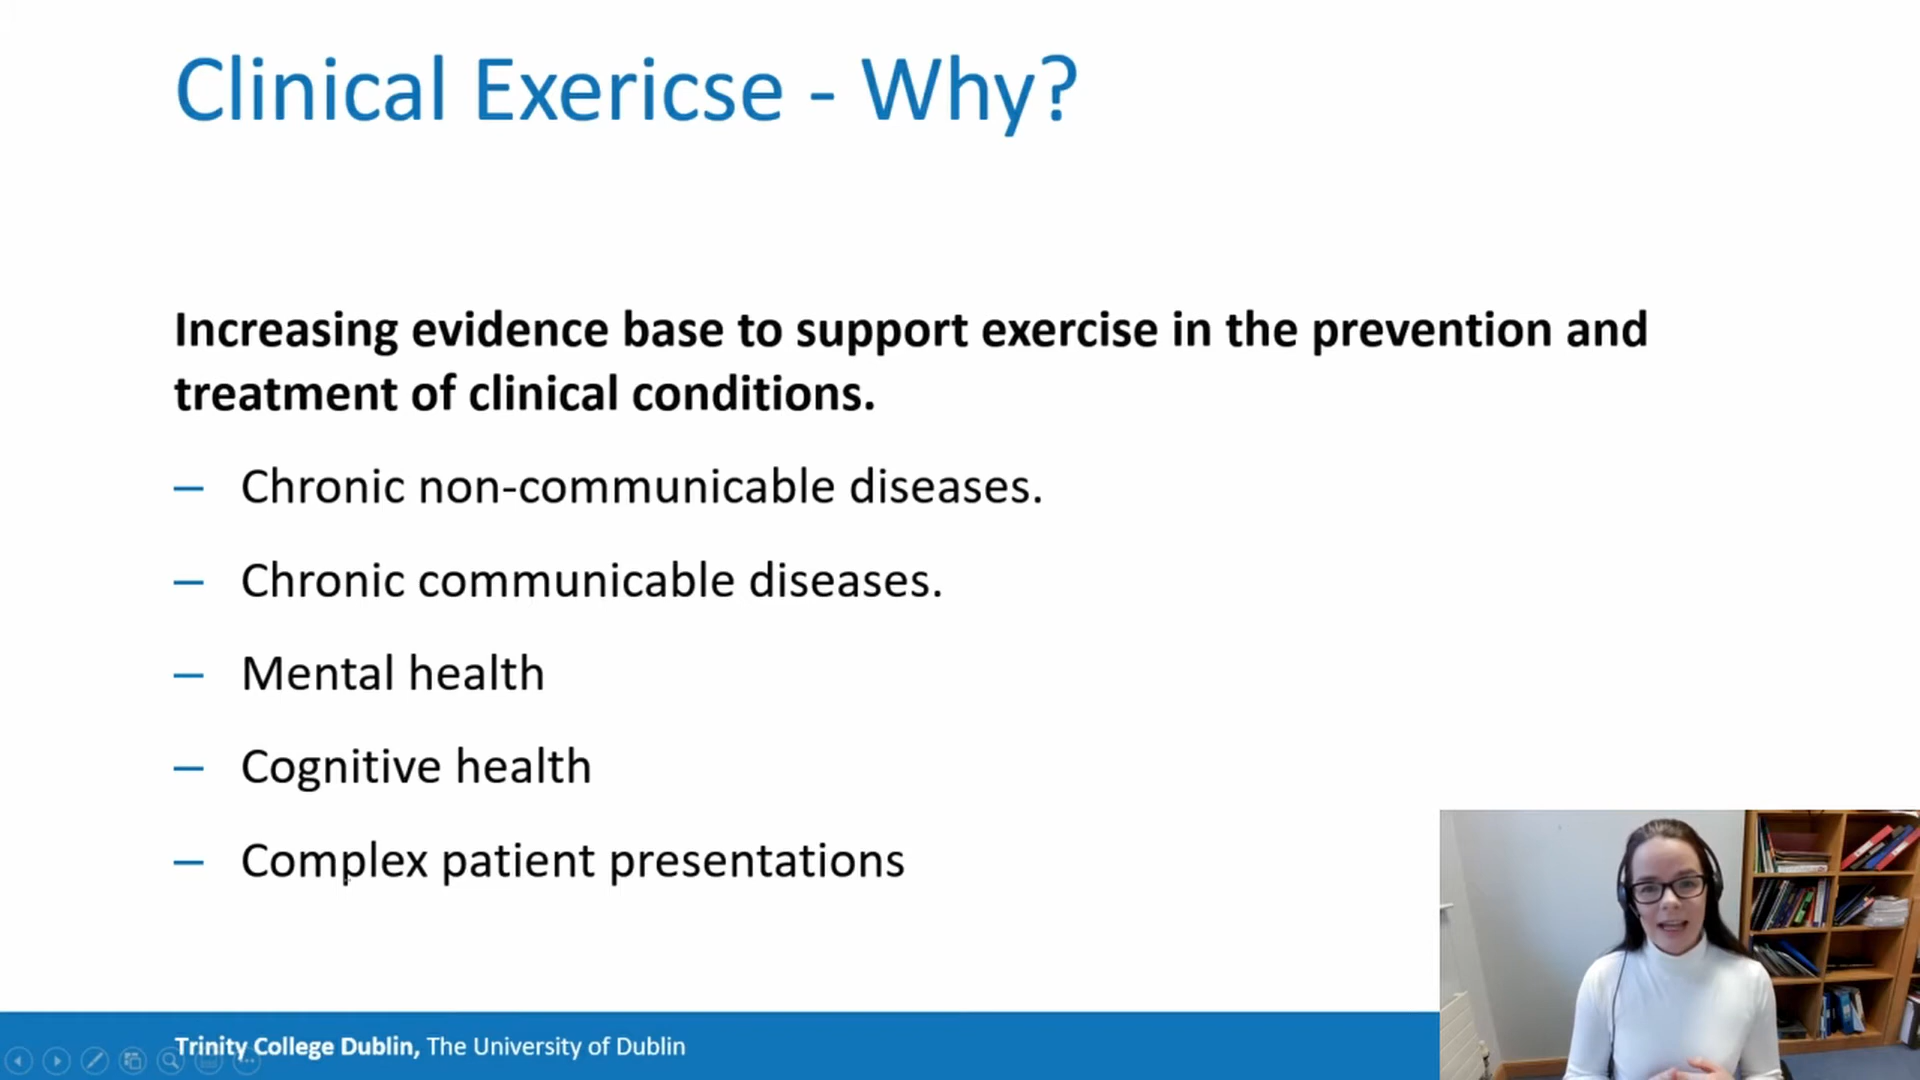 Clinical Exericse - Why?
Increasing evidence base to support exercise in the prevention and
treatment of clinical conditions.
– Chronic non-communicable diseases.
– Chronic communicable diseases.
– Mental health
– Cognitive health
– Complex patient presentations
Trinity College Dublin, The University of Dublin